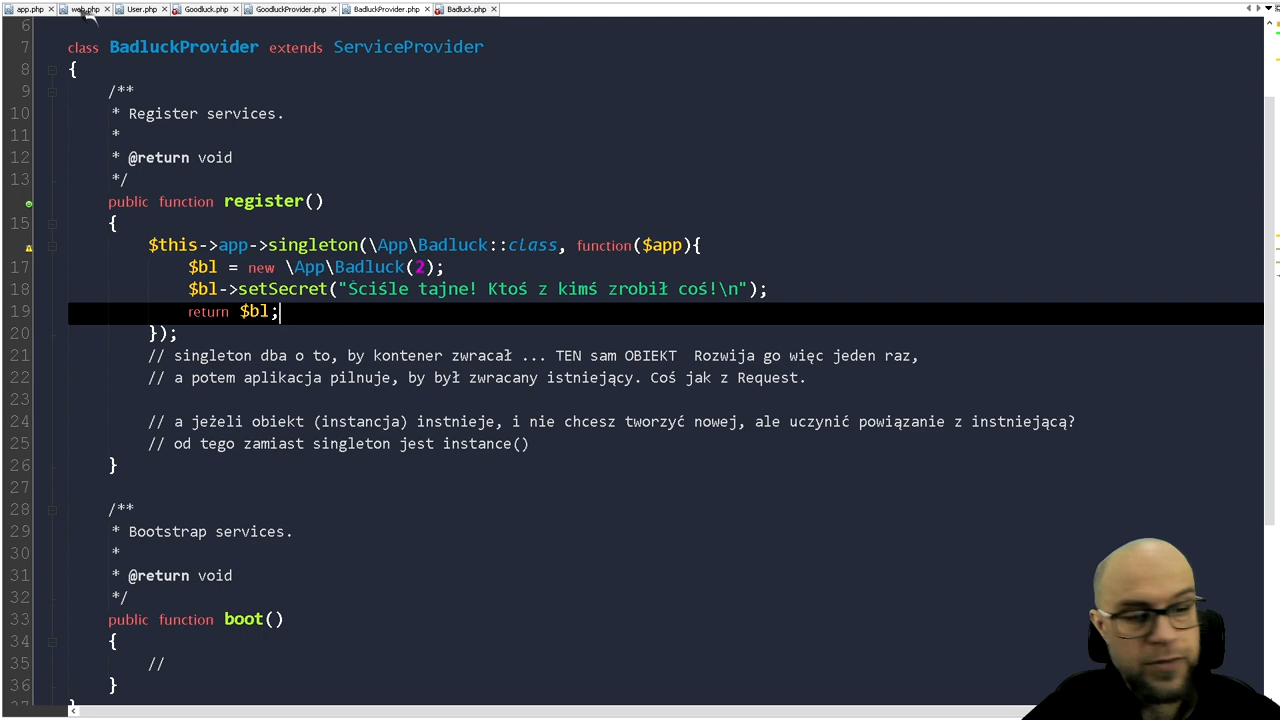 app.php web.php User.php Goodluck.php GoodluckProvider.php BadluckProvider.php Badluck.php
6
7 class BadluckProvider extends ServiceProvider
8 {
9 /**
10 * Register services.
11 *
12 * @return void
13 */
public function register()
15 {
$this->app->singleton(\App\Badluck::class, function($app){
17 $bl = new \App\Badluck(2);
18 $bl->setSecret("Ściśle tajne! Ktoś z kimś zrobił coś!\n");
19 return $bl;
20 });
21 // singleton dba o to, by kontener zwracał ... TEN sam OBIEKT Rozwija go więc jeden raz,
22 // a potem aplikacja pilnuje, by był zwracany istniejący. Coś jak z Request.
23
24 // a jeżeli obiekt (instancja) instnieje, i nie chcesz tworzyć nowej, ale uczynić powiązanie z instniejącą?
25 // od tego zamiast singleton jest instance()
26 }
27
28 /**
29 * Bootstrap services.
30 *
31 * @return void
32 */
33 public function boot()
34 {
35 //
36 }
37 }